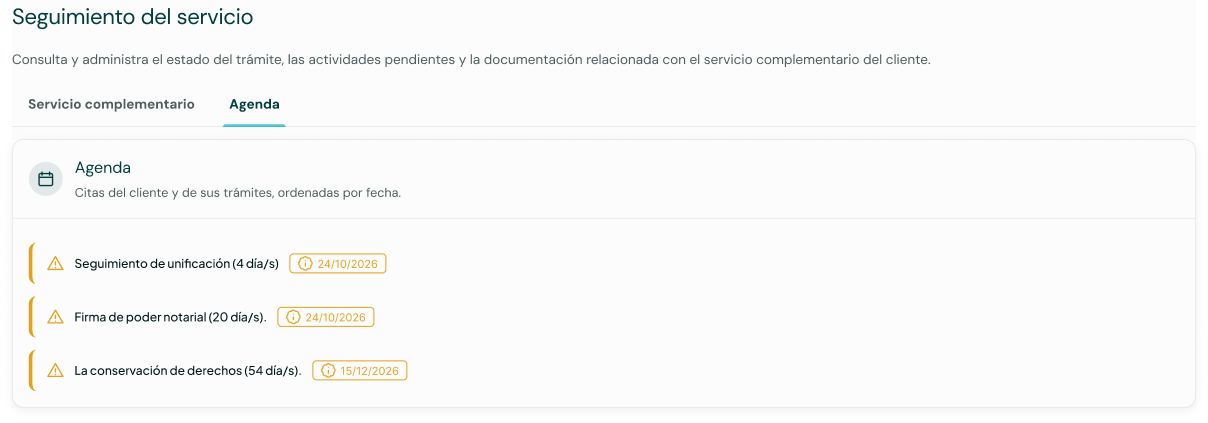 Seguimiento del servicio
Consulta y administra el estado del trámite, las actividades pendientes y la documentación relacionada con el servicio complementario del cliente.
Servicio complementario Agenda
Agenda
Citas del cliente y de sus trámites, ordenadas por fecha.
Seguimiento de unificación (4 día/s) 24/10/2026
Firma de poder notarial (20 día/s). 24/10/2026
La conservación de derechos (54 día/s). 15/12/2026